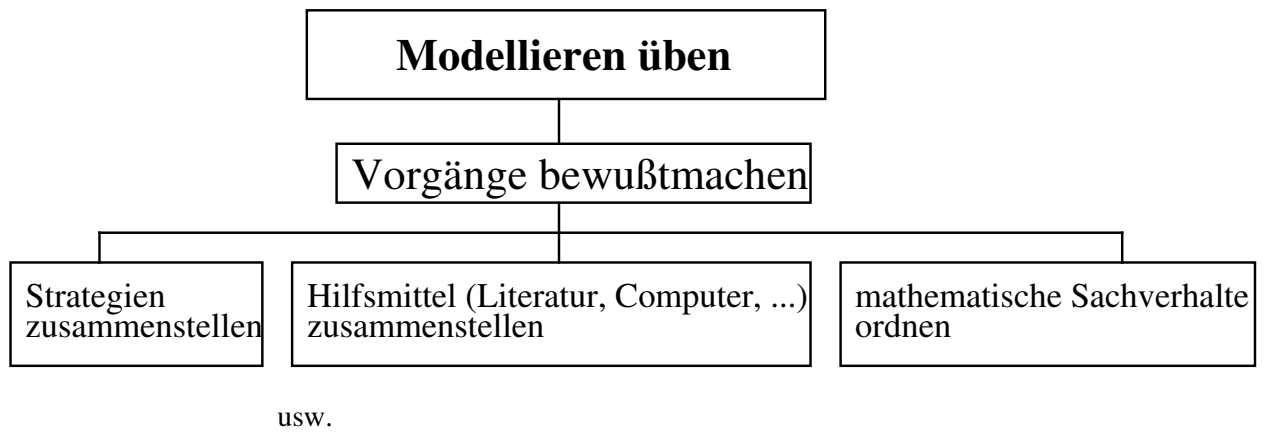 Modellieren üben
Vorgänge bewußtmachen
Strategien
zusammenstellen
Hilfsmittel (Literatur, Computer, ...)
zusammenstellen
mathematische Sachverhalte
ordnen
usw.